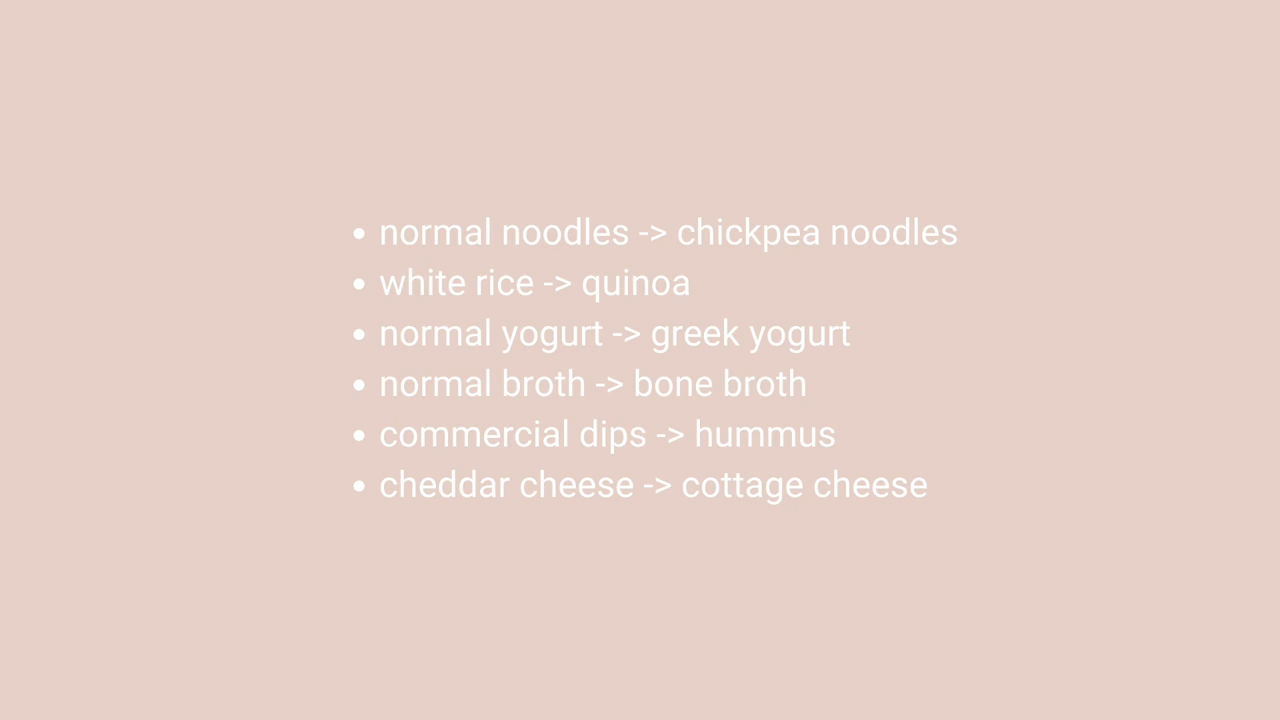 • normal noodles -> chickpea noodles
• white rice -> quinoa
• normal yogurt -> greek yogurt
• normal broth -> bone broth
• commercial dips -> hummus
• cheddar cheese -> cottage cheese